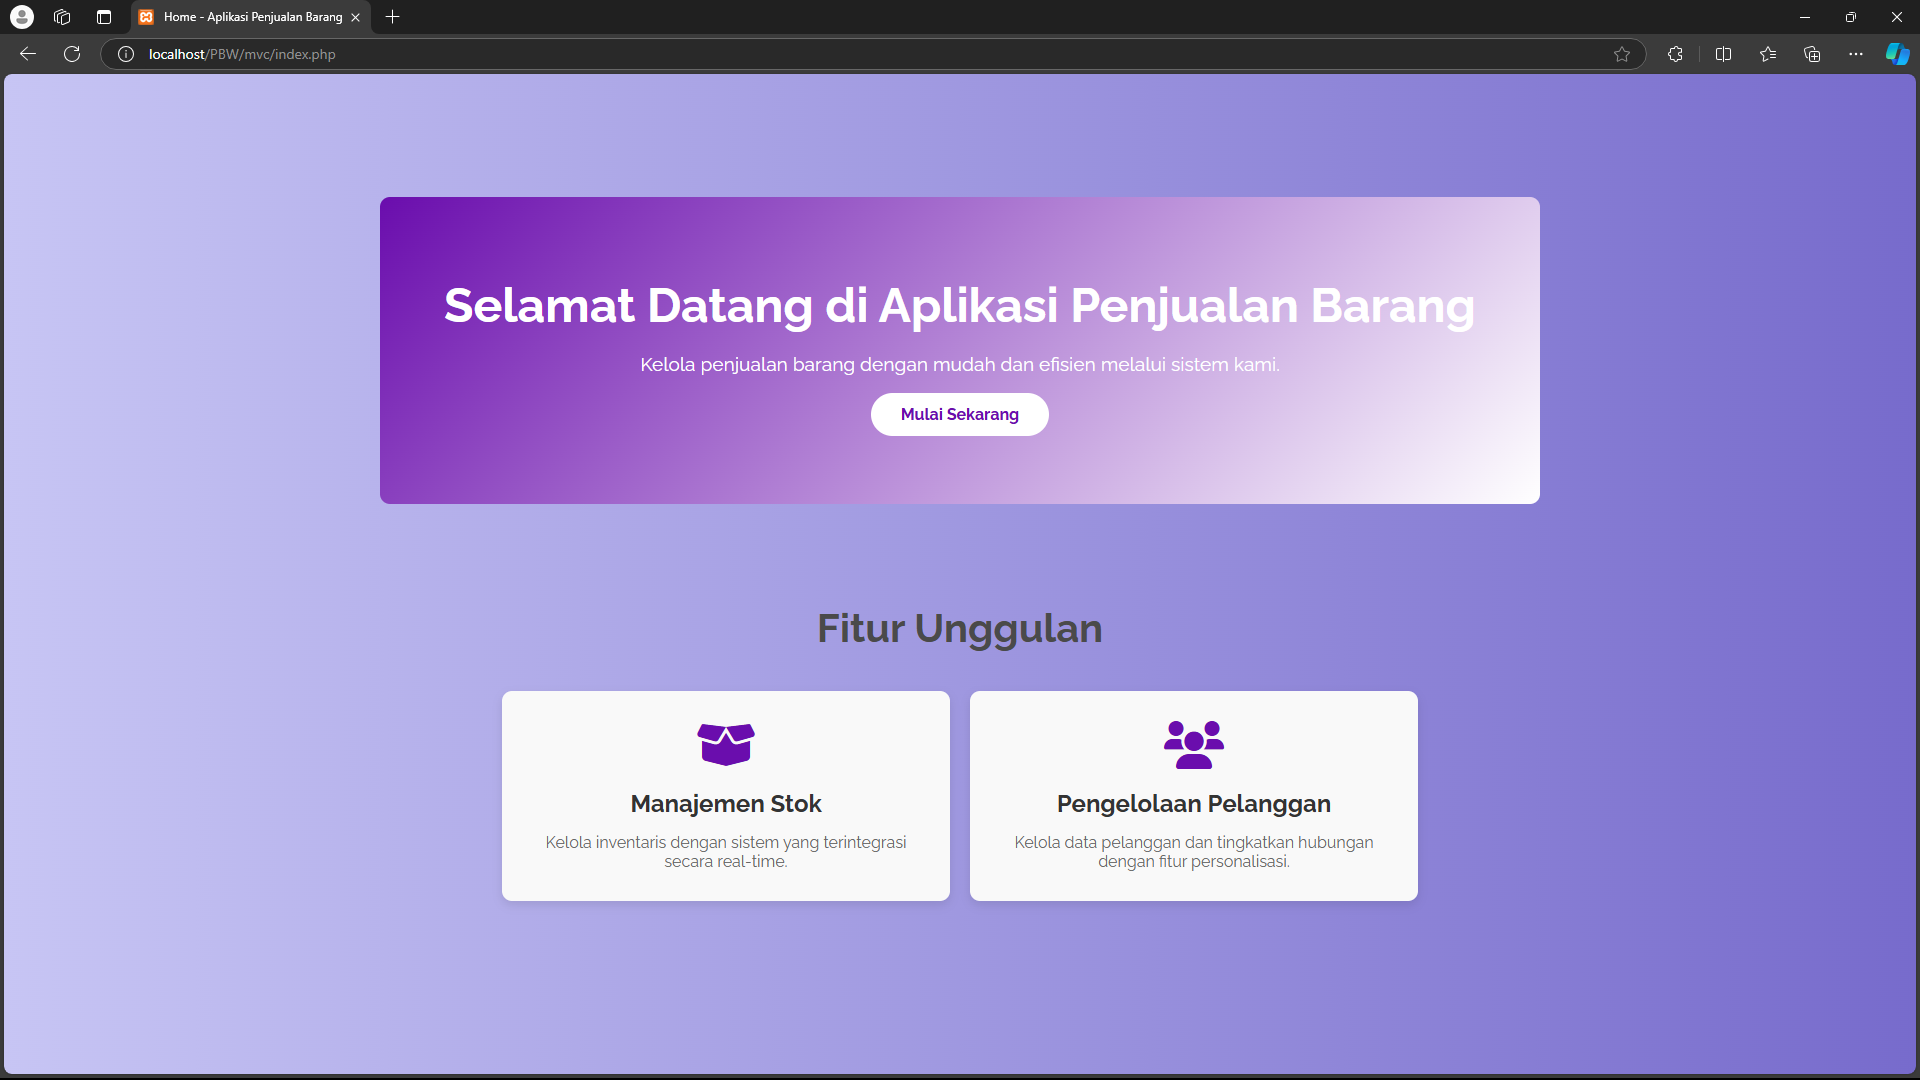 Home - Aplikasi Penjualan Barang
localhost/PBW/mvc/index.php
Selamat Datang di Aplikasi Penjualan Barang
Kelola penjualan barang dengan mudah dan efisien melalui sistem kami.
Mulai Sekarang
Fitur Unggulan
Manajemen Stok
Kelola inventaris dengan sistem yang terintegrasi
secara real-time.
Pengelolaan Pelanggan
Kelola data pelanggan dan tingkatkan hubungan
dengan fitur personalisasi.